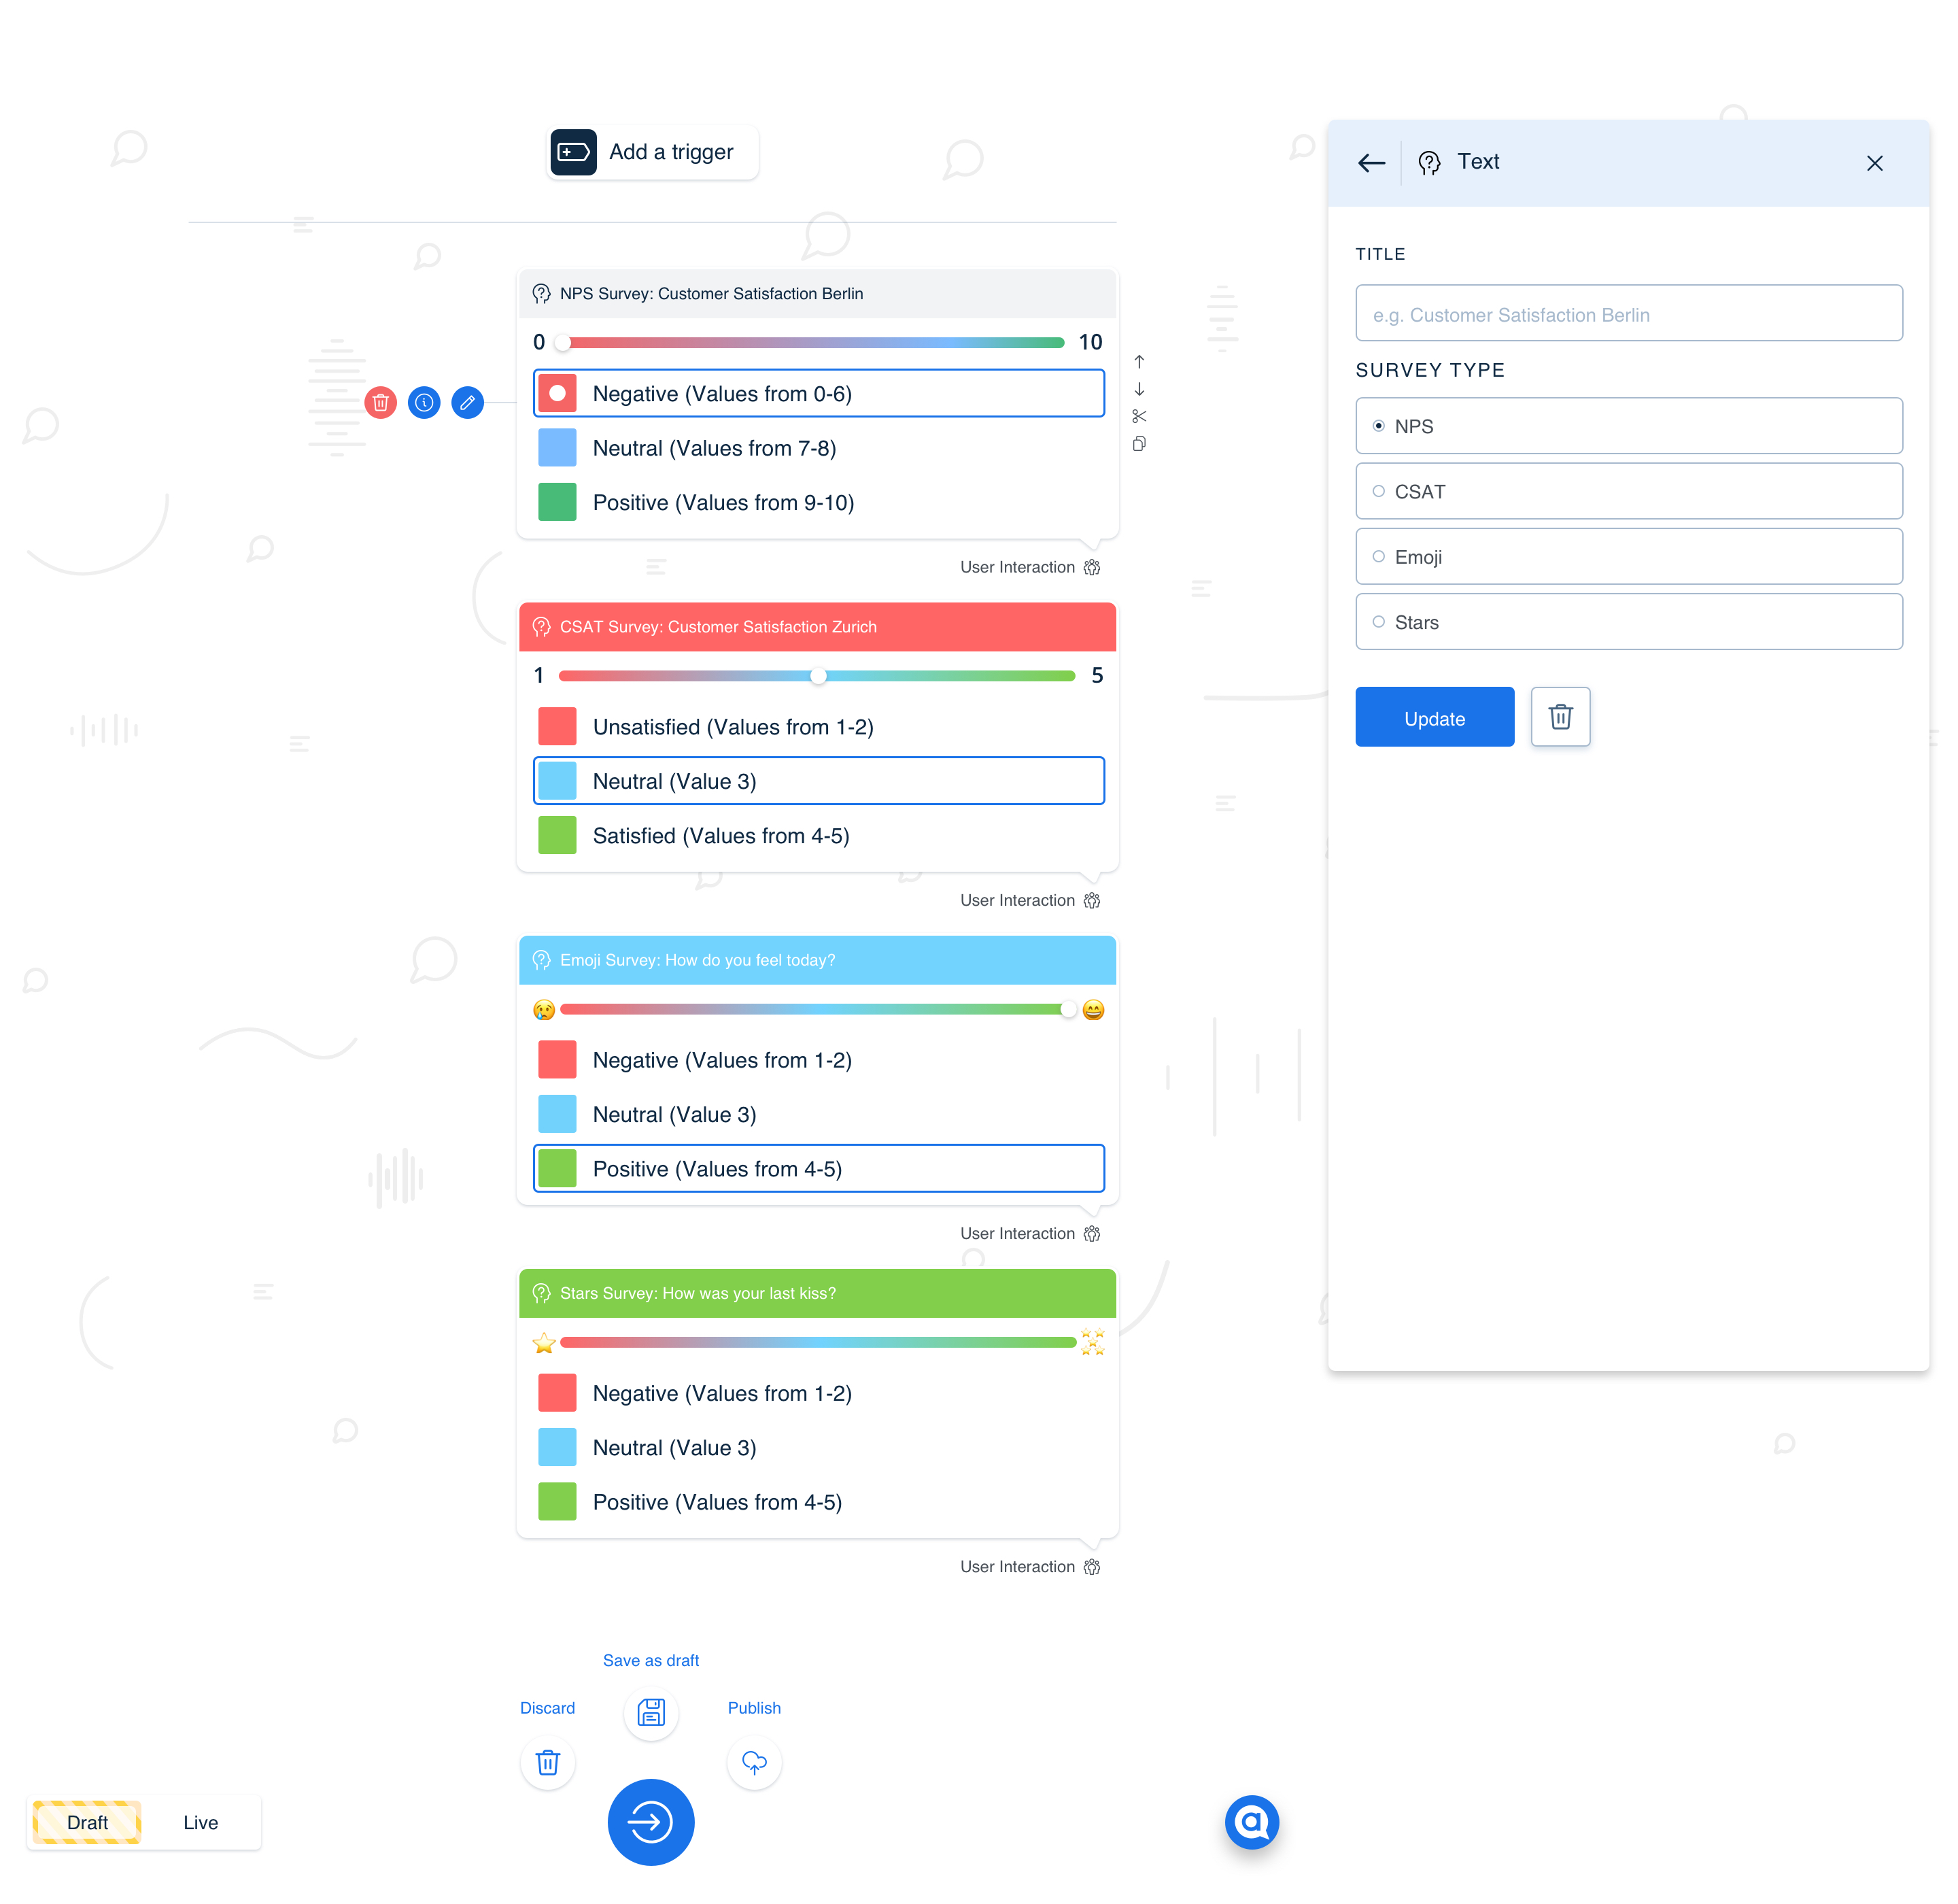 Add a trigger
NPS Survey: Customer Satisfaction Berlin
0 10
Negative (Values from 0-6)
Neutral (Values from 7-8)
Positive (Values from 9-10)
User Interaction
CSAT Survey: Customer Satisfaction Zurich
1 5
Unsatisfied (Values from 1-2)
Neutral (Value 3)
Satisfied (Values from 4-5)
User Interaction
Emoji Survey: How do you feel today?
Negative (Values from 1-2)
Neutral (Value 3)
Positive (Values from 4-5)
User Interaction
Stars Survey: How was your last kiss?
Negative (Values from 1-2)
Neutral (Value 3)
Positive (Values from 4-5)
User Interaction
Save as draft
Discard
Publish
Draft
Live
Text
TITLE
e.g. Customer Satisfaction Berlin
SURVEY TYPE
NPS
CSAT
Emoji
Stars
Update